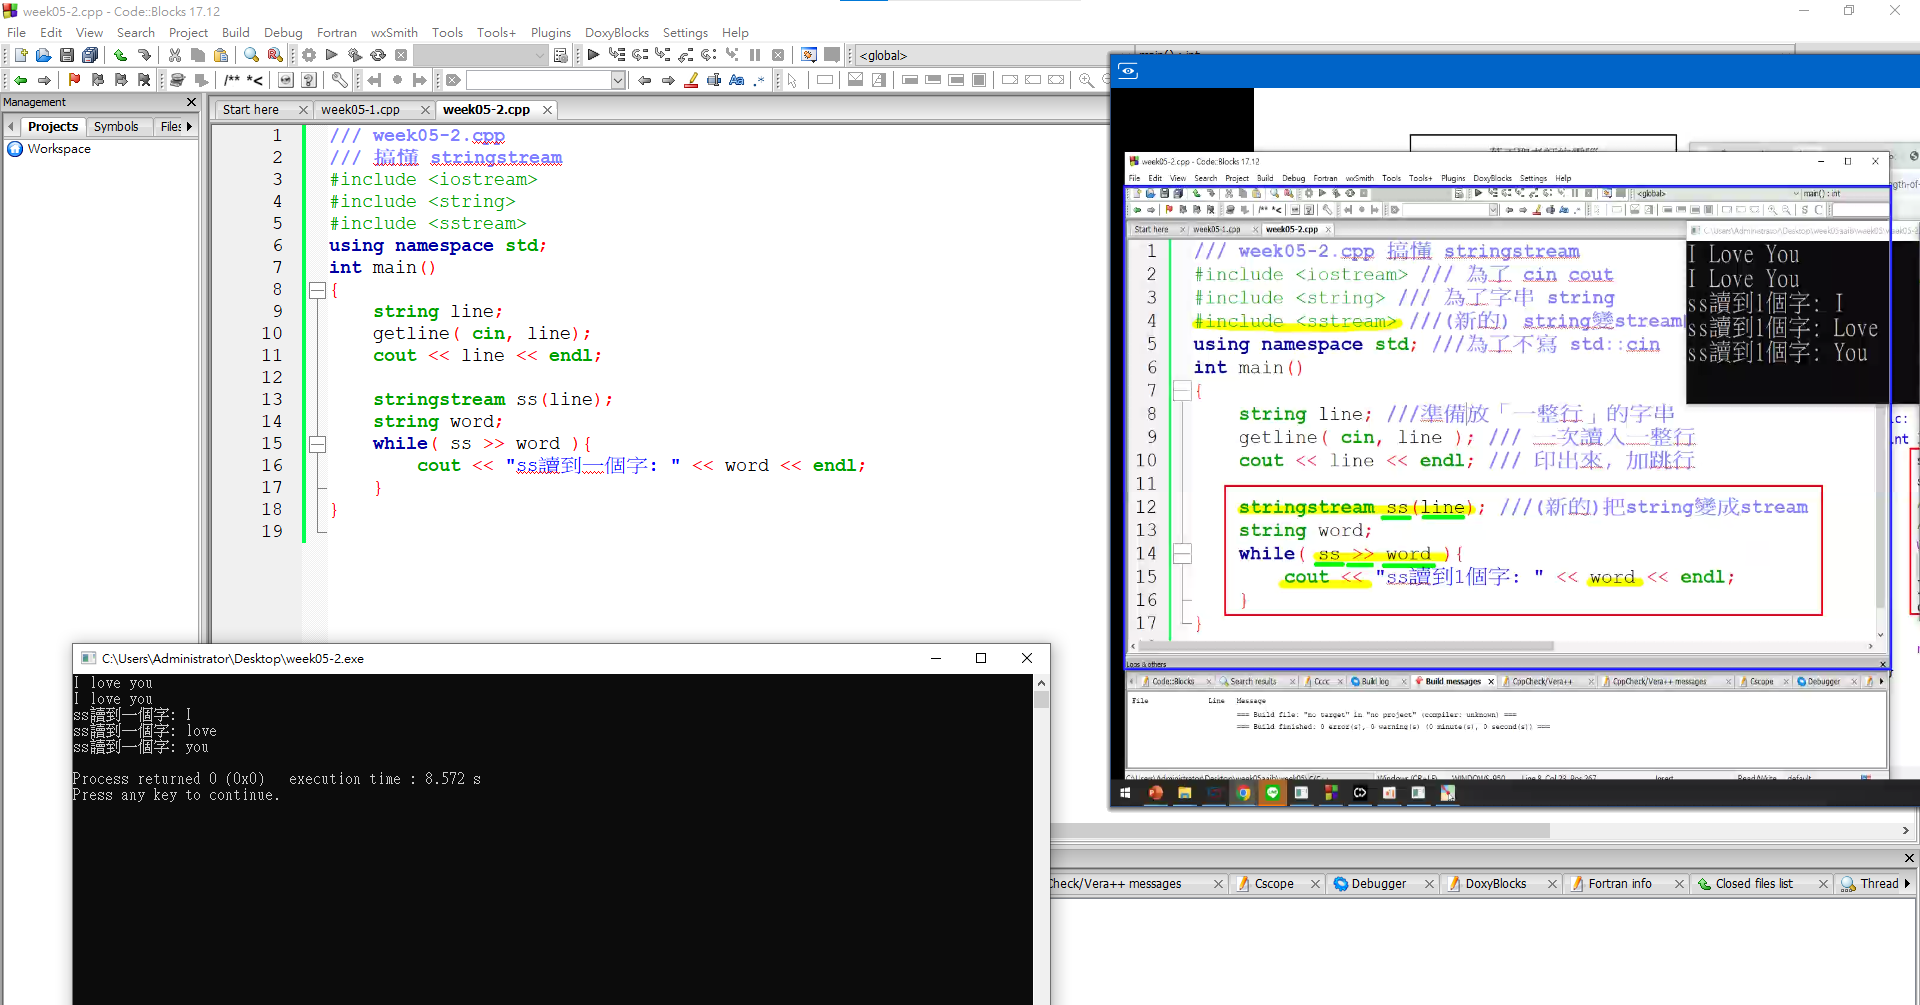 week05-2.cpp - Code::Blocks 17.12
File Edit View Search Project Build Debug Fortran wxSmith Tools Tools+ Plugins DoxyBlocks Settings Help
<global>
/** *<
Management
Start here week05-1.cpp week05-2.cpp
Projects Symbols Files
Workspace
1 /// week05-2.cpp
2 /// 搞懂 stringstream
3 #include <iostream>
4 #include <string>
5 #include <sstream>
6 using namespace std;
7 int main()
8 {
9 string line;
10 getline( cin, line);
11 cout << line << endl;
12
13 stringstream ss(line);
14 string word;
15 while( ss >> word ){
16 cout << "ss讀到一個字: " << word << endl;
17 }
18 }
19
C:\Users\Administrator\Desktop\week05-2.exe
I love you
I love you
ss讀到一個字: I
ss讀到一個字: love
ss讀到一個字: you
Process returned 0 (0x0) execution time : 8.572 s
Press any key to continue.
week05-2.cpp - Code::Blocks 17.12
File Edit View Search Project Build Debug Fortran wxSmith Tools Tools+ Plugins DoxyBlocks Settings Help
<global> main() : int
Start here week05-1.cpp week05-2.cpp
1 /// week05-2.cpp 搞懂 stringstream
2 #include <iostream> /// 為了 cin cout
3 #include <string> /// 為了字串 string
4 #include <sstream> ///(新的) string變stream
5 using namespace std; ///為了不寫 std::cin
6 int main()
7 {
8 string line; ///準備放「一整行」的字串
9 getline( cin, line ); /// 一次讀入一整行
10 cout << line << endl; /// 印出來, 加跳行
11
12 stringstream ss(line); ///(新的)把string變成stream
13 string word;
14 while( ss >> word ){
15 cout << "ss讀到1個字: " << word << endl;
16 }
17 }
I Love You
I Love You
ss讀到1個字: I
ss讀到1個字: Love
ss讀到1個字: You
Logs & others
Code::Blocks Search results Cccc Build log Build messages CppCheck/Vera++ CppCheck/Vera++ messages Cscope Debugger
File Line Message
=== Build file: "no target" in "no project" (compiler: unknown) ===
=== Build finished: 0 error(s), 0 warning(s) (0 minute(s), 0 second(s)) ===
Check/Vera++ messages Cscope Debugger DoxyBlocks Fortran info Closed files list Thread